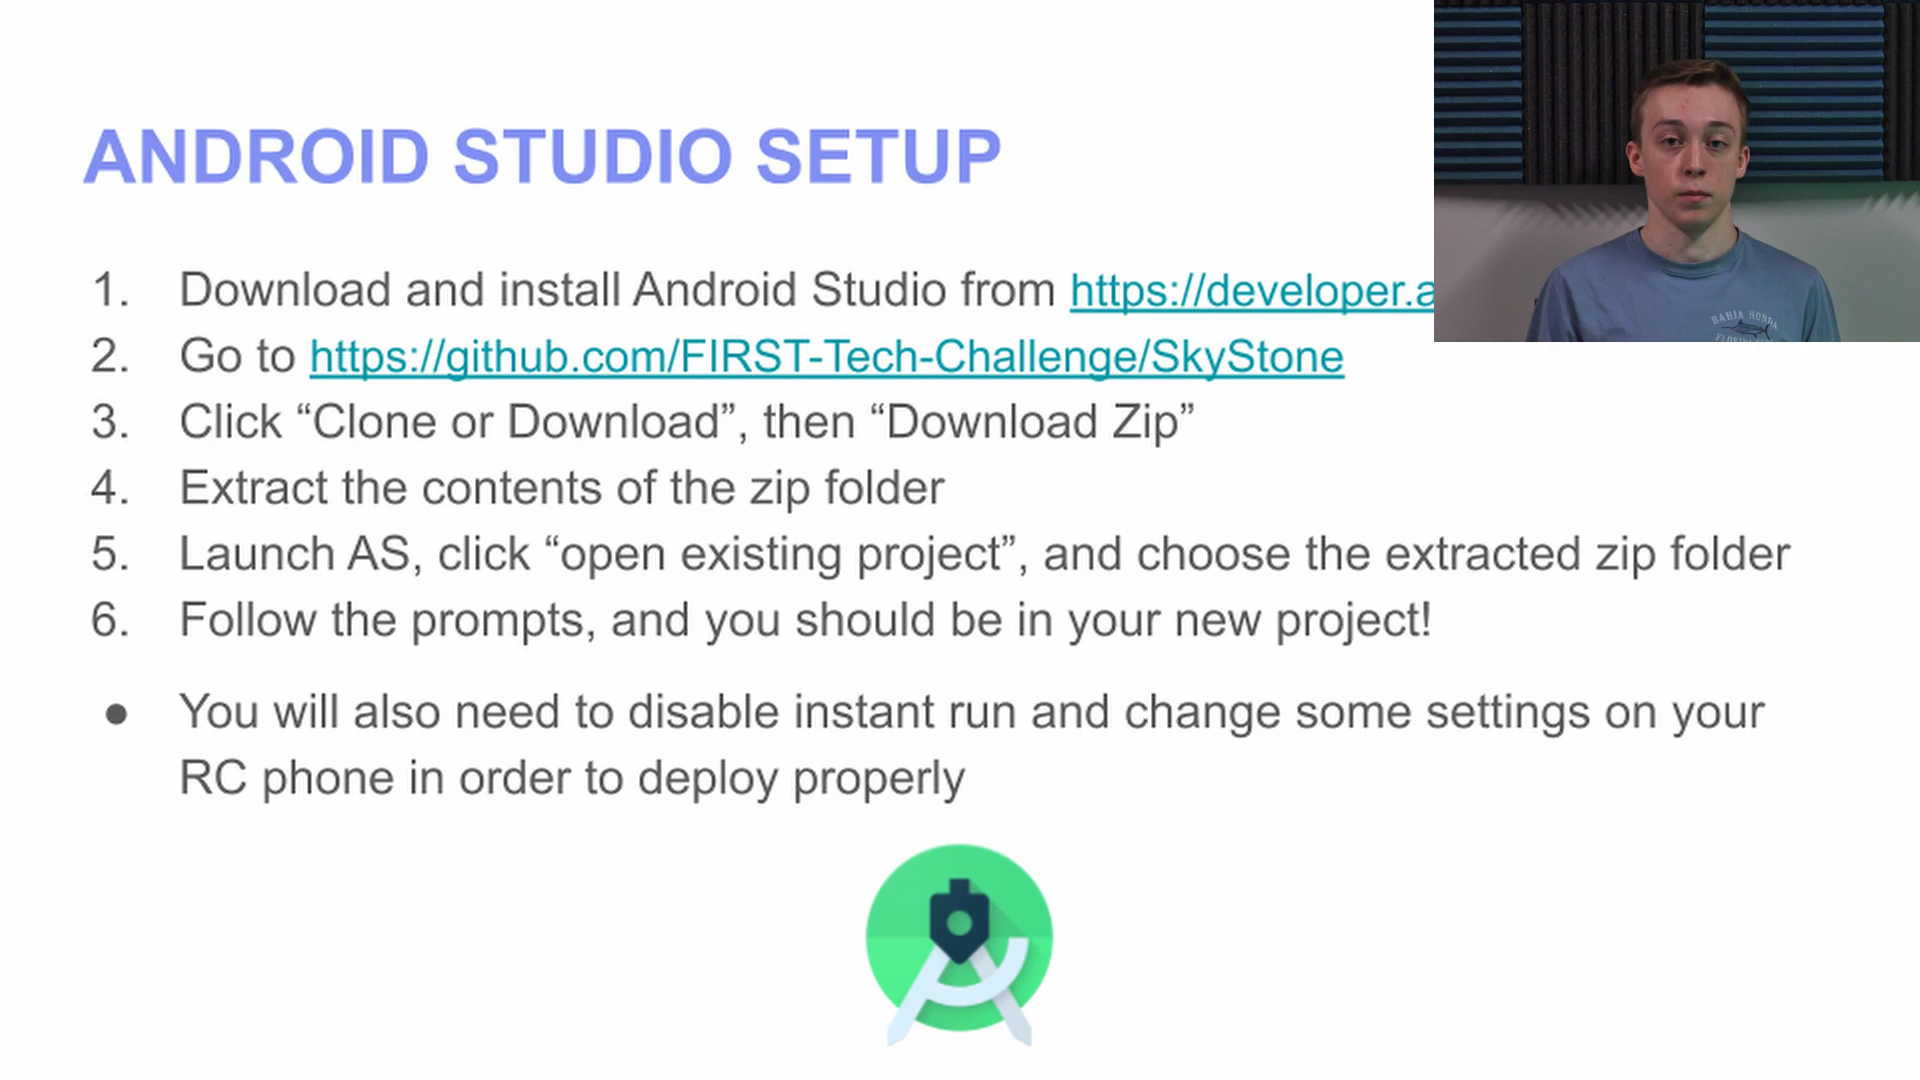 ANDROID STUDIO SETUP
1. Download and install Android Studio from https://developer.a
2. Go to https://github.com/FIRST-Tech-Challenge/SkyStone
3. Click “Clone or Download”, then “Download Zip”
4. Extract the contents of the zip folder
5. Launch AS, click “open existing project”, and choose the extracted zip folder
6. Follow the prompts, and you should be in your new project!
● You will also need to disable instant run and change some settings on your
RC phone in order to deploy properly
BAHIA HONDA